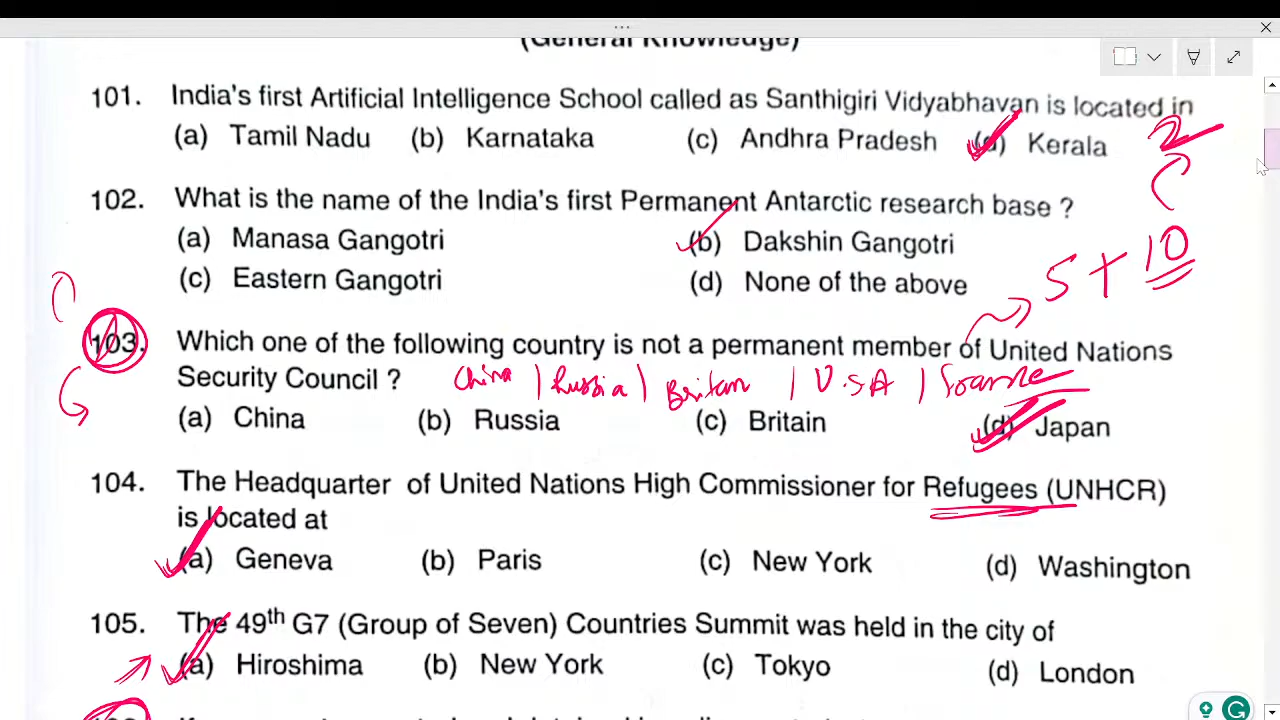 (General Knowledge)
101. India's first Artificial Intelligence School called as Santhigiri Vidyabhavan is located in
(a) Tamil Nadu (b) Karnataka (c) Andhra Pradesh (d) Kerala
2
102. What is the name of the India's first Permanent Antarctic research base ?
(a) Manasa Gangotri (b) Dakshin Gangotri
(c) Eastern Gangotri (d) None of the above
5 + 10
103. Which one of the following country is not a permanent member of United Nations
Security Council ? China | Russia | Britain | U.S.A |
(a) China (b) Russia (c) Britain (d) Japan
104. The Headquarter of United Nations High Commissioner for Refugees (UNHCR)
is located at
(a) Geneva (b) Paris (c) New York (d) Washington
105. The 49th G7 (Group of Seven) Countries Summit was held in the city of
(a) Hiroshima (b) New York (c) Tokyo (d) London